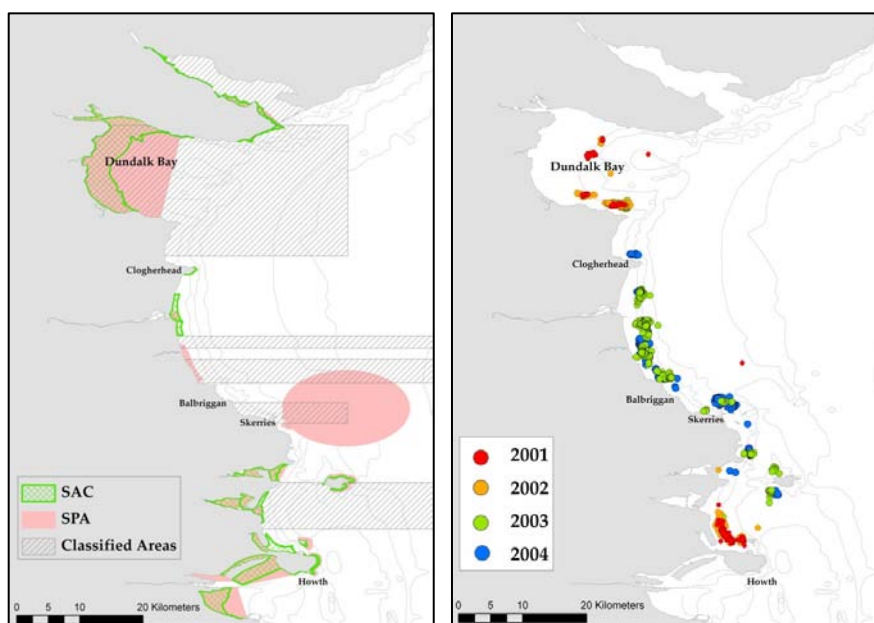 Dundalk Bay
Clogherhead
Balbriggan
Skerries
SAC
SPA
Classified Areas
Howth
0 5 10 20 Kilometers
Dundalk Bay
Clogherhead
Balbriggan
Skerries
2001
2002
2003
2004
Howth
0 5 10 20 Kilometers